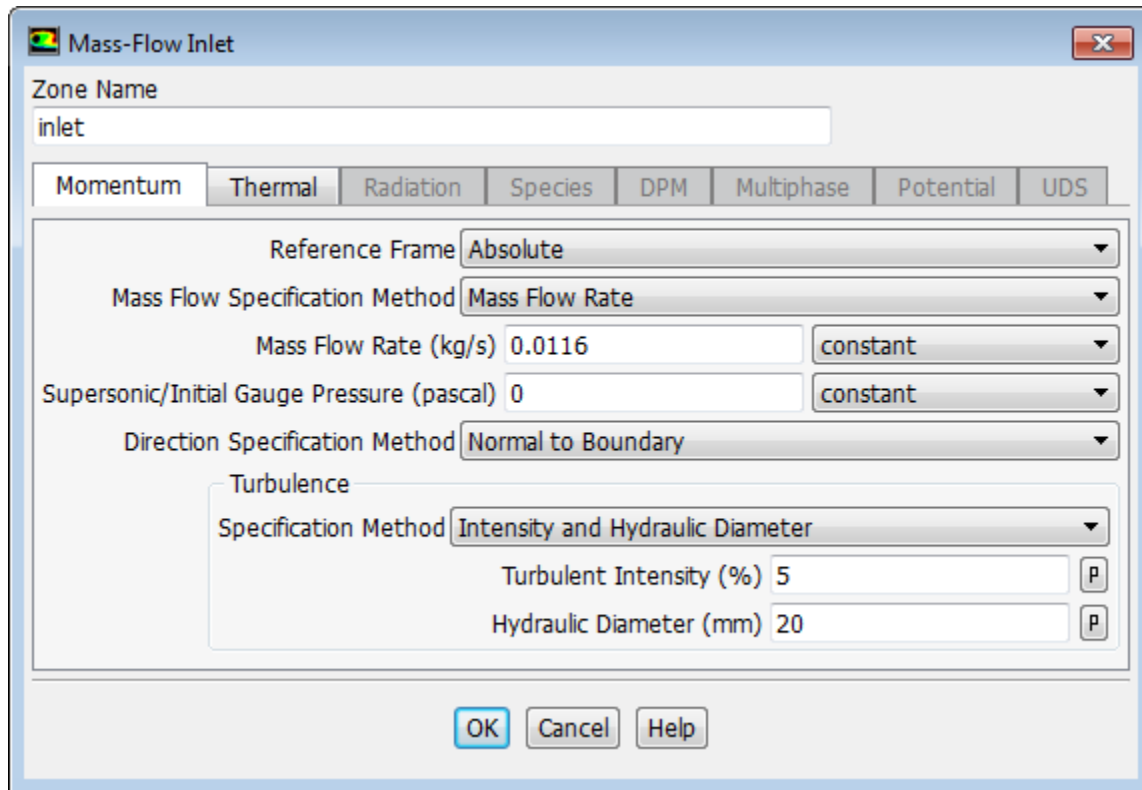 Mass-Flow Inlet
Zone Name
inlet
Momentum Thermal Radiation Species DPM Multiphase Potential UDS
Reference Frame Absolute
Mass Flow Specification Method Mass Flow Rate
Mass Flow Rate (kg/s) 0.0116 constant
Supersonic/Initial Gauge Pressure (pascal) 0 constant
Direction Specification Method Normal to Boundary
Turbulence
Specification Method Intensity and Hydraulic Diameter
Turbulent Intensity (%) 5 P
Hydraulic Diameter (mm) 20 P
OK Cancel Help